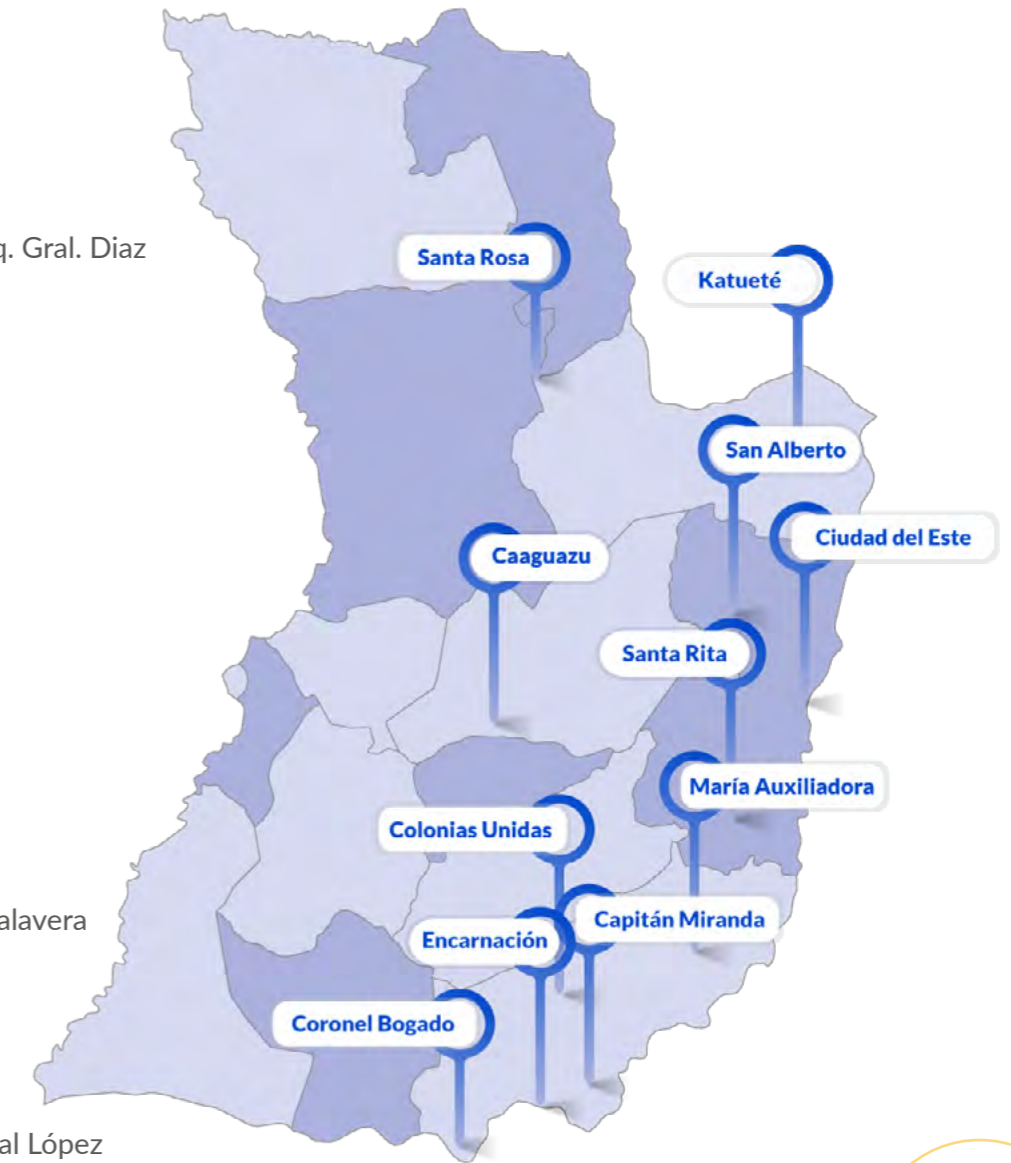 q. Gral. Diaz
Santa Rosa
Katueté
San Alberto
Ciudad del Este
Caaguazu
Santa Rita
María Auxiliadora
Colonias Unidas
Capitán Miranda
alavera
Encarnación
Coronel Bogado
al López